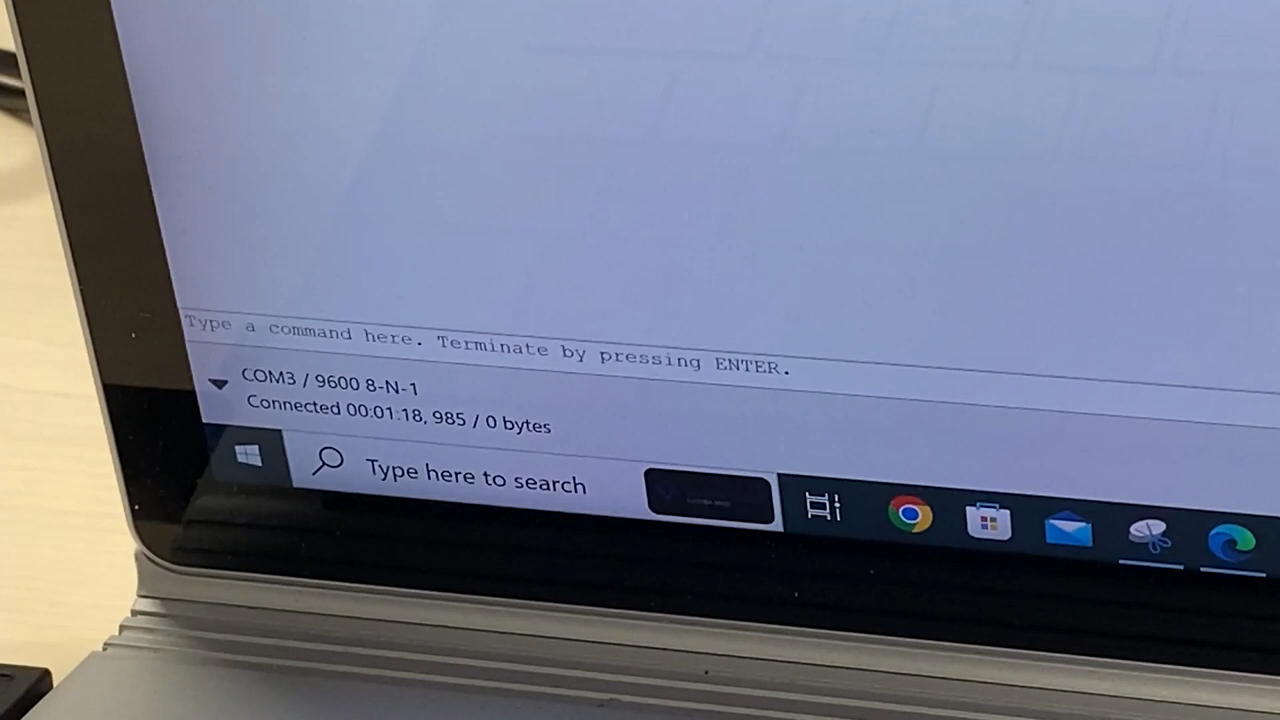 Type a command here. Terminate by pressing ENTER.
COM3 / 9600 8-N-1
Connected 00:01:18, 985 / 0 bytes
Type here to search